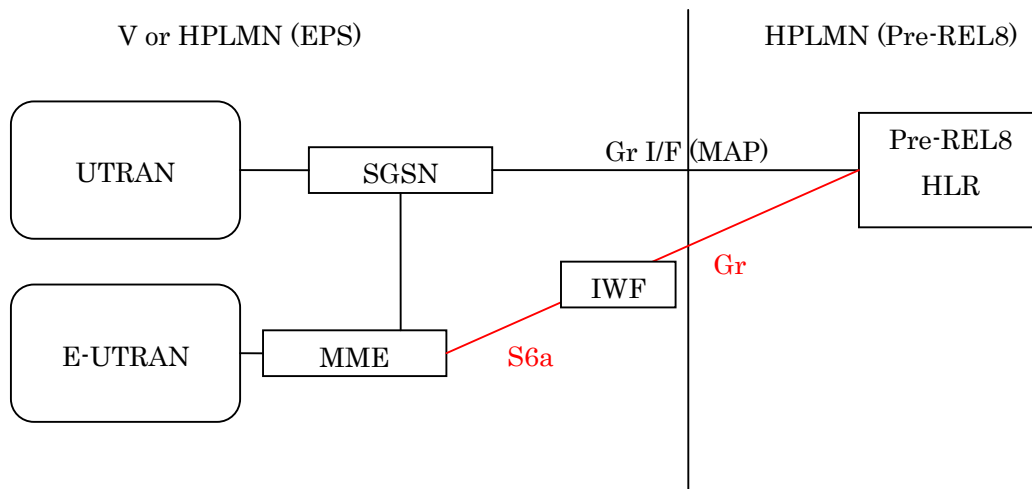 V or HPLMN (EPS)
HPLMN (Pre-REL8)
UTRAN
SGSN
Gr I/F (MAP)
Pre-REL8
HLR
Gr
IWF
E-UTRAN
MME
S6a